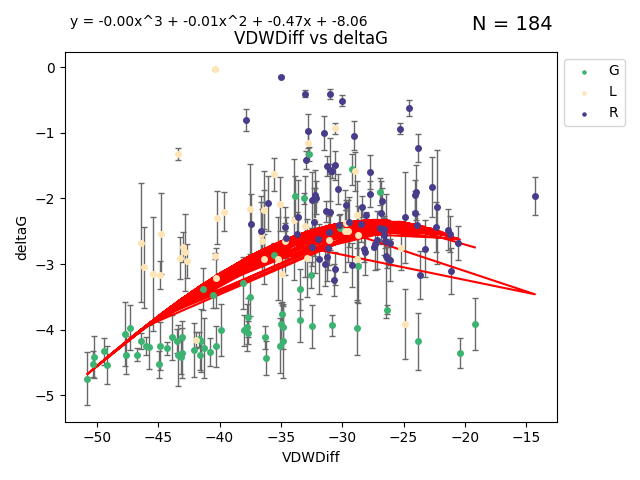 y = -0.00x^3 + -0.01x^2 + -0.47x + -8.06
N = 184
VDWDiff vs deltaG
G
L
R
0
−1
−2
−3
−4
−5
deltaG
−50
−45
−40
−35
−30
−25
−20
−15
VDWDiff